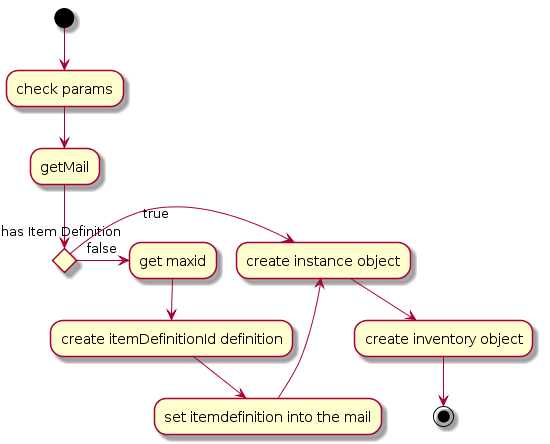 check params
getMail
true
has Item Definition
false
get maxid
create instance object
create itemDefinitionId definition
create inventory object
set itemdefinition into the mail